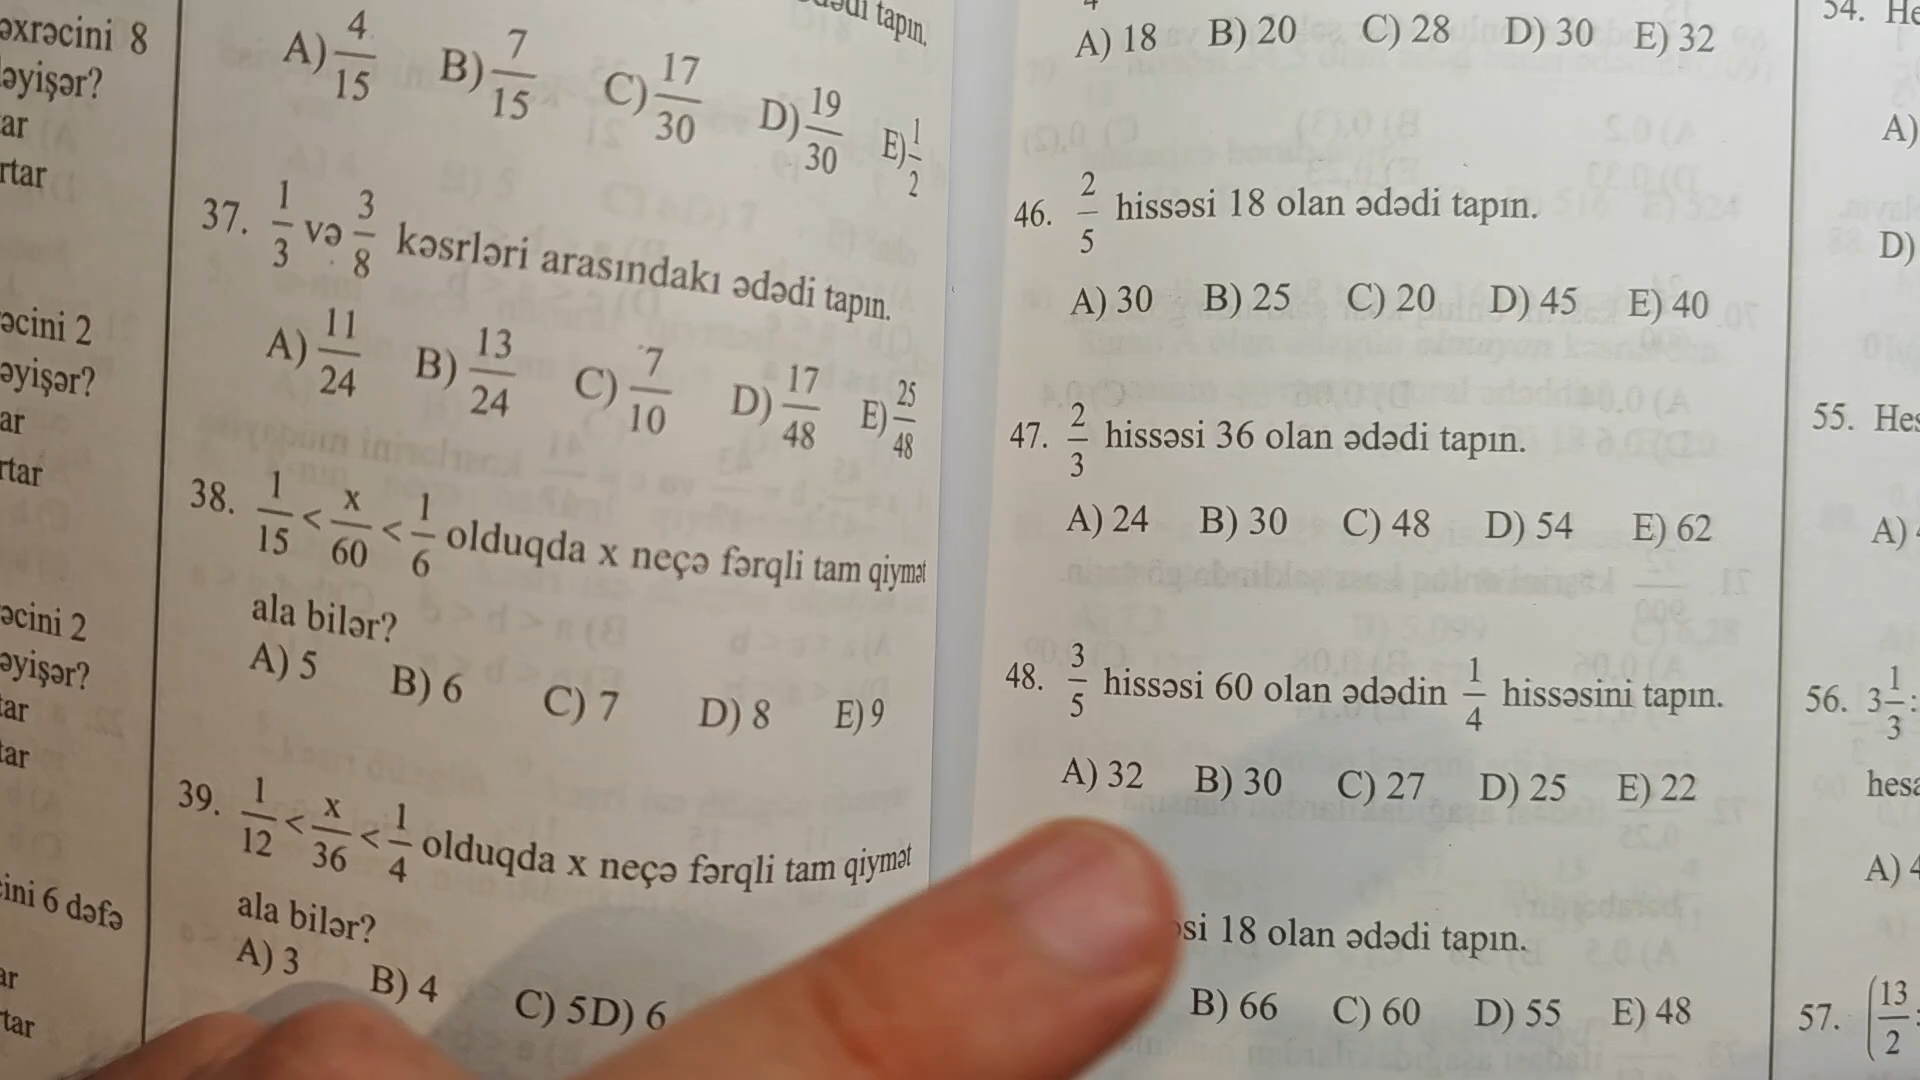 əxrəcini 8
əyişər?
ar
rtar
əcini 2
əyişər?
ar
rtar
əcini 2
əyişər?
tar
tar
ini 6 dəfə
ar
tar
tapın.
A) 4/15 B) 7/15 C) 17/30 D) 19/30 E) 1/2
37. 1/3 və 3/8 kəsrləri arasındakı ədədi tapın.
A) 11/24 B) 13/24 C) 7/10 D) 17/48 E) 25/48
38. 1/15 < x/60 < 1/6 olduqda x neçə fərqli tam qiymət
ala bilər?
A) 5 B) 6 C) 7 D) 8 E) 9
39. 1/12 < x/36 < 1/4 olduqda x neçə fərqli tam qiymət
ala bilər?
A) 3 B) 4 C) 5 D) 6
A) 18 B) 20 C) 28 D) 30 E) 32
46. 2/5 hissəsi 18 olan ədədi tapın.
A) 30 B) 25 C) 20 D) 45 E) 40
47. 2/3 hissəsi 36 olan ədədi tapın.
A) 24 B) 30 C) 48 D) 54 E) 62
48. 3/5 hissəsi 60 olan ədədin 1/4 hissəsini tapın.
A) 32 B) 30 C) 27 D) 25 E) 22
si 18 olan ədədi tapın.
B) 66 C) 60 D) 55 E) 48
54. He
A)
D)
55. Hes
A)
56. 3 1/3 :
hesa
A) 4
57. (13/2 :